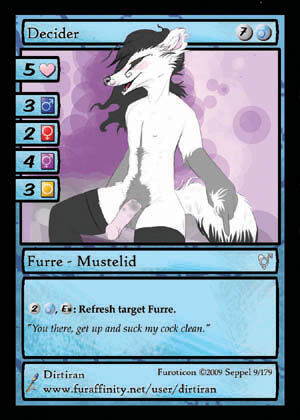 Decider 7
5
3
2
4
3
Furre - Mustelid
2 , : Refresh target Furre.
"You there, get up and suck my cock clean."
Dirtiran Furoticon ©2009 Seppel 9/179
www.furaffinity.net/user/dirtiran